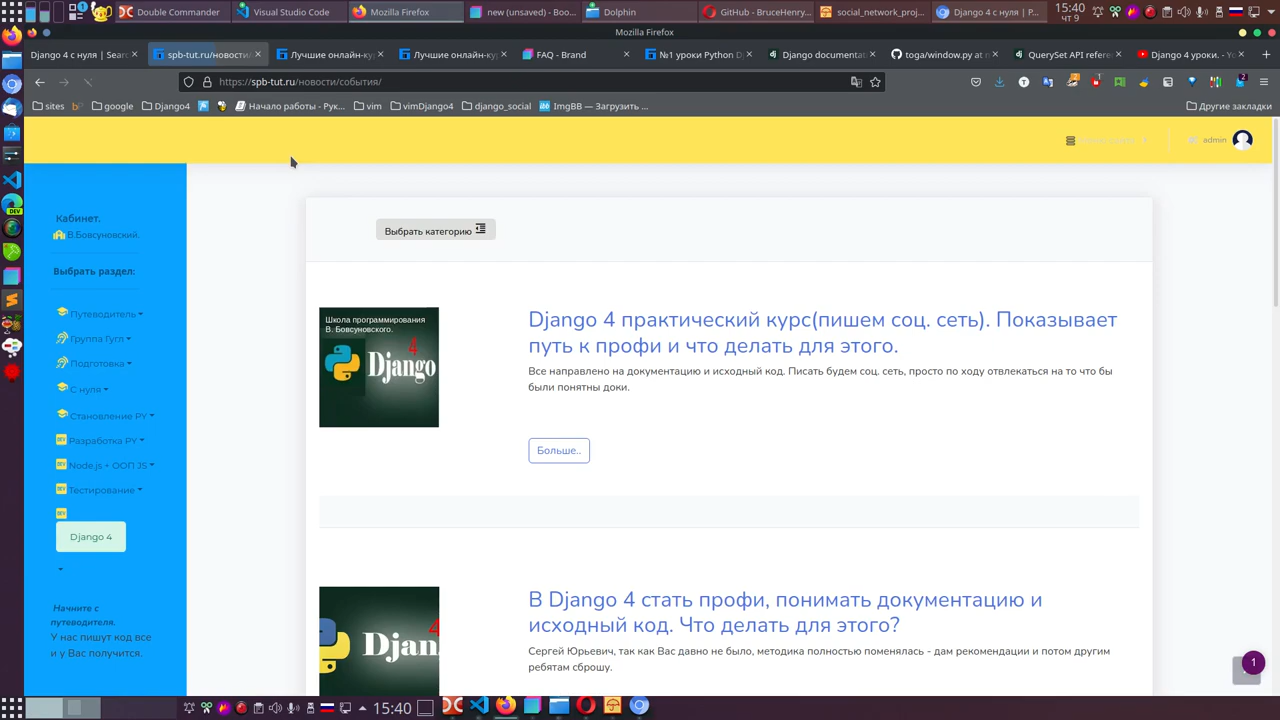 Double Commander
Visual Studio Code
Mozilla Firefox
new (unsaved) - Boo...
Dolphin
GitHub - BruceHenry...
social_network_proj...
Django 4 с нуля | P...
15:40
ЧТ 9
Mozilla Firefox
Django 4 с нуля | Sear
spb-tut.ru/новости/
Лучшие онлайн-ку
Лучшие онлайн-кур
FAQ - Brand
№1 уроки Python D
Django documentat
toga/window.py at m
QuerySet API refere
Django 4 уроки. - Yo
https://spb-tut.ru/новости/события/
2
sites
google
Django4
Начало работы - Рук...
vim
vimDjango4
django_social
ImgBB — Загрузить ...
Другие закладки
admin
Кабинет.
В.Бовсуновский.
Выбрать раздел:
Путеводитель
Группа Гугл
Подготовка
С нуля
Становление PY
Разработка PY
Node.js + ООП JS
Тестирование
Django 4
Начните с
путеводителя.
У нас пишут код все
и у Вас получится.
Выбрать категорию
Школа программирования
В. Бовсуновского.
4
Django
Django 4 практический курс(пишем соц. сеть). Показывает
путь к профи и что делать для этого.
Все направлено на документацию и исходный код. Писать будем соц. сеть, просто по ходу отвлекаться на то что бы
были понятны доки.
Больше..
4
Djan
В Django 4 стать профи, понимать документацию и
исходный код. Что делать для этого?
Сергей Юрьевич, так как Вас давно не было, методика полностью поменялась - дам рекомендации и потом другим
ребятам сброшу.
1
15:40